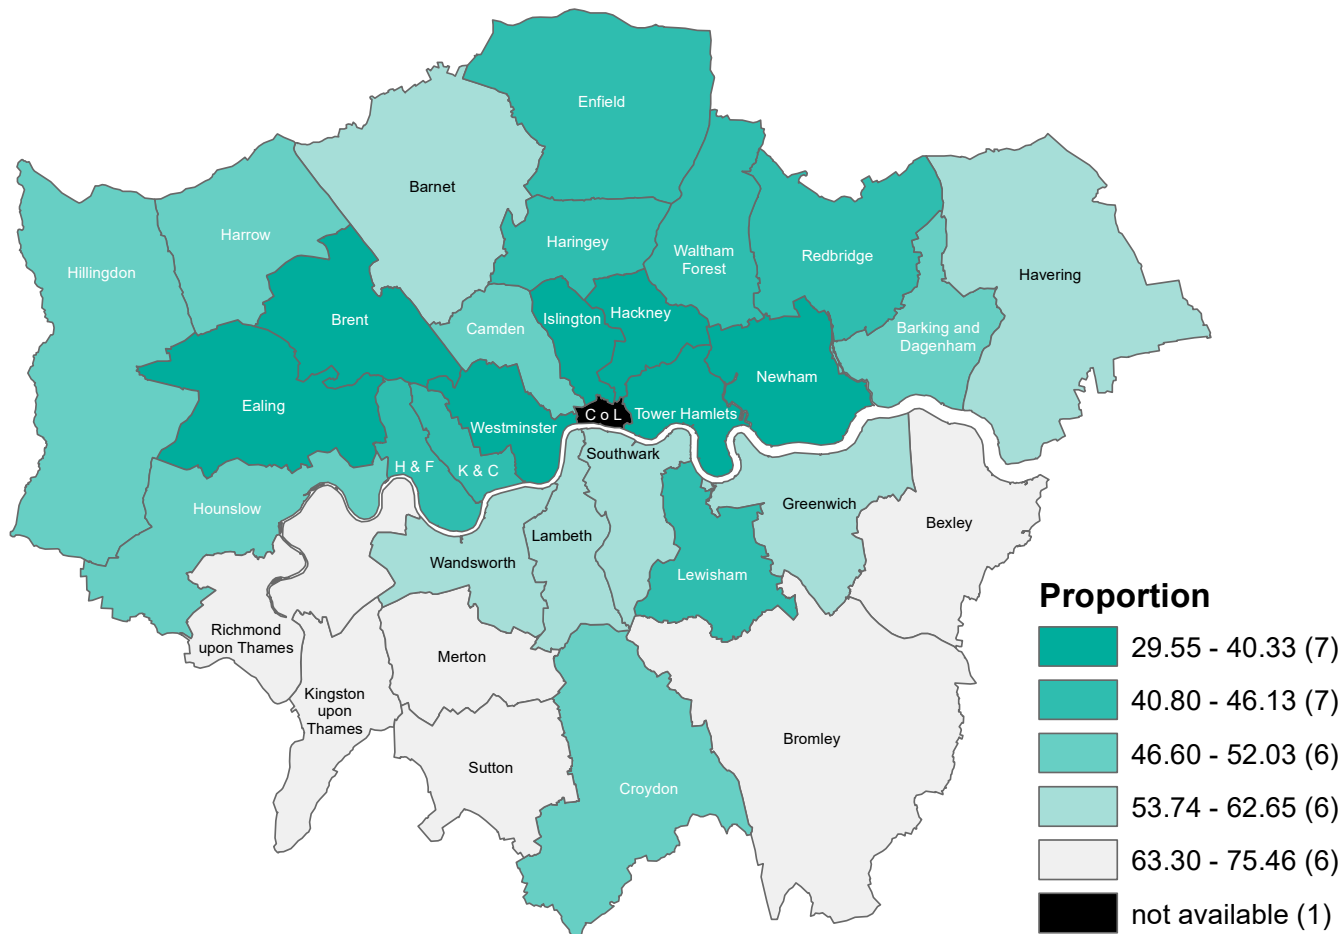 Enfield
Barnet
Harrow
Haringey
Waltham
Forest
Redbridge
Hillingdon
Havering
Brent
Camden
Islington
Hackney
Barking and
Dagenham
Newham
Ealing
Westminster
C o L
Tower Hamlets
H & F
K & C
Southwark
Hounslow
Greenwich
Bexley
Lambeth
Wandsworth
Lewisham
Richmond
upon Thames
Merton
Kingston
upon
Thames
Bromley
Sutton
Croydon
Proportion
29.55 - 40.33 (7)
40.80 - 46.13 (7)
46.60 - 52.03 (6)
53.74 - 62.65 (6)
63.30 - 75.46 (6)
not available (1)